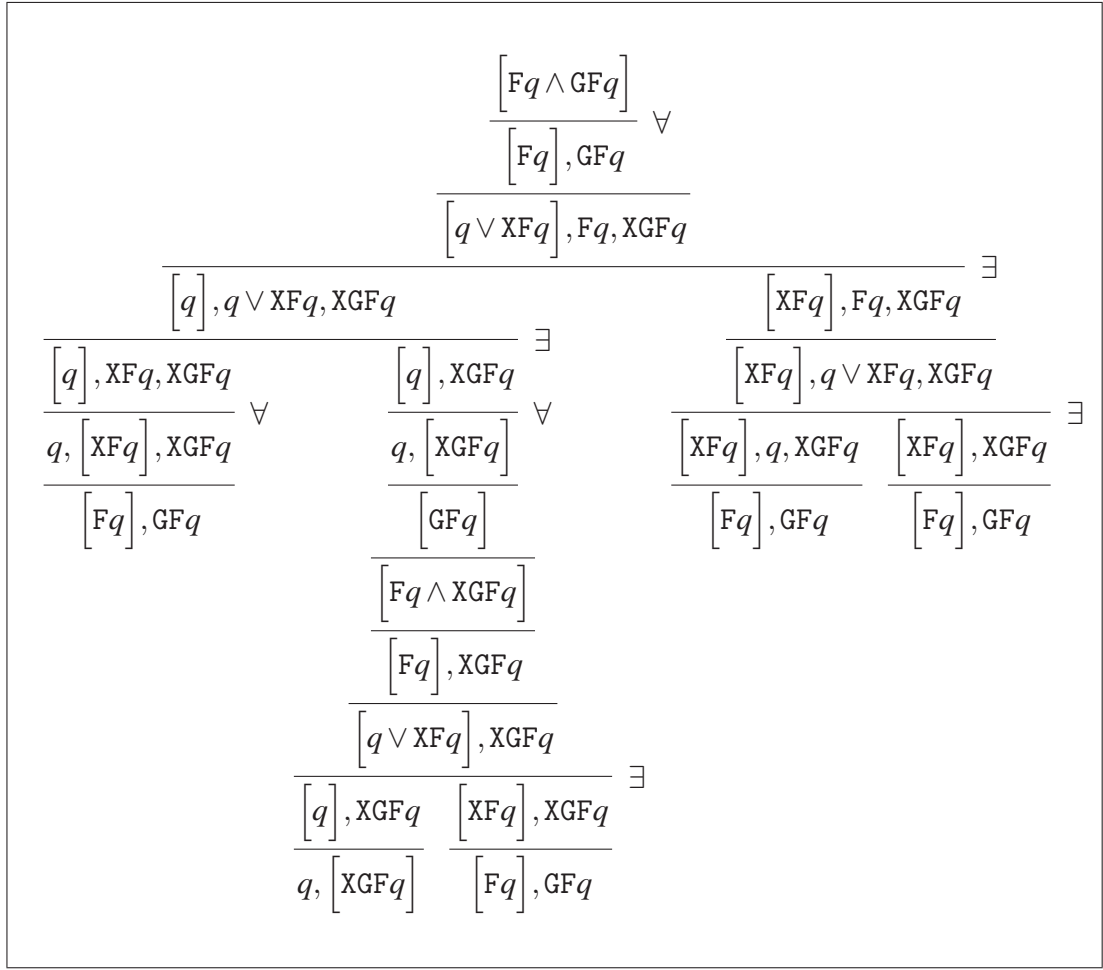 [Fq ∧ GFq]
∀
[Fq], GFq
[q ∨ XFq], Fq, XGFq
∃
[q], q ∨ XFq, XGFq [XFq], Fq, XGFq
∃
[q], XFq, XGFq [q], XGFq [XFq], q ∨ XFq, XGFq
∀ ∀ ∃
q, [XFq], XGFq q, [XGFq] [XFq], q, XGFq [XFq], XGFq
[Fq], GFq [GFq] [Fq], GFq [Fq], GFq
[Fq ∧ XGFq]
[Fq], XGFq
[q ∨ XFq], XGFq
∃
[q], XGFq [XFq], XGFq
q, [XGFq] [Fq], GFq